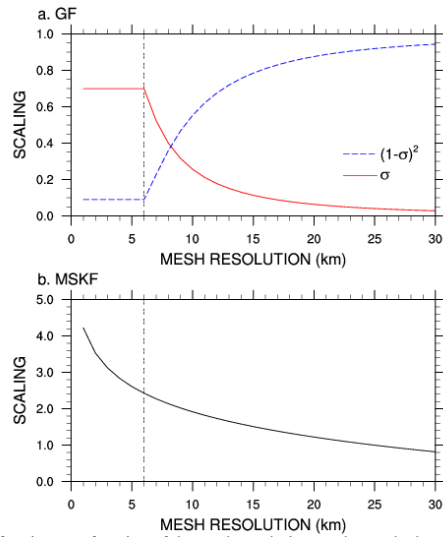 a. GF
1.0
0.8
0.6
0.4
0.2
0.0
SCALING
(1-σ)²
σ
0 5 10 15 20 25 30
MESH RESOLUTION (km)
b. MSKF
5.0
4.0
3.0
2.0
1.0
0.0
SCALING
0 5 10 15 20 25 30
MESH RESOLUTION (km)